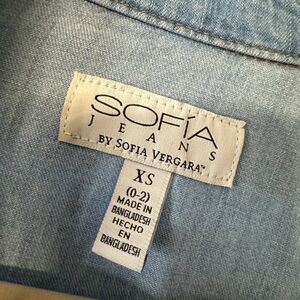 SOFÍA
JEANS
BY SOFIA VERGARA™
XS
(0-2)
MADE IN
BANGLADESH
HECHO
EN
BANGLADESH